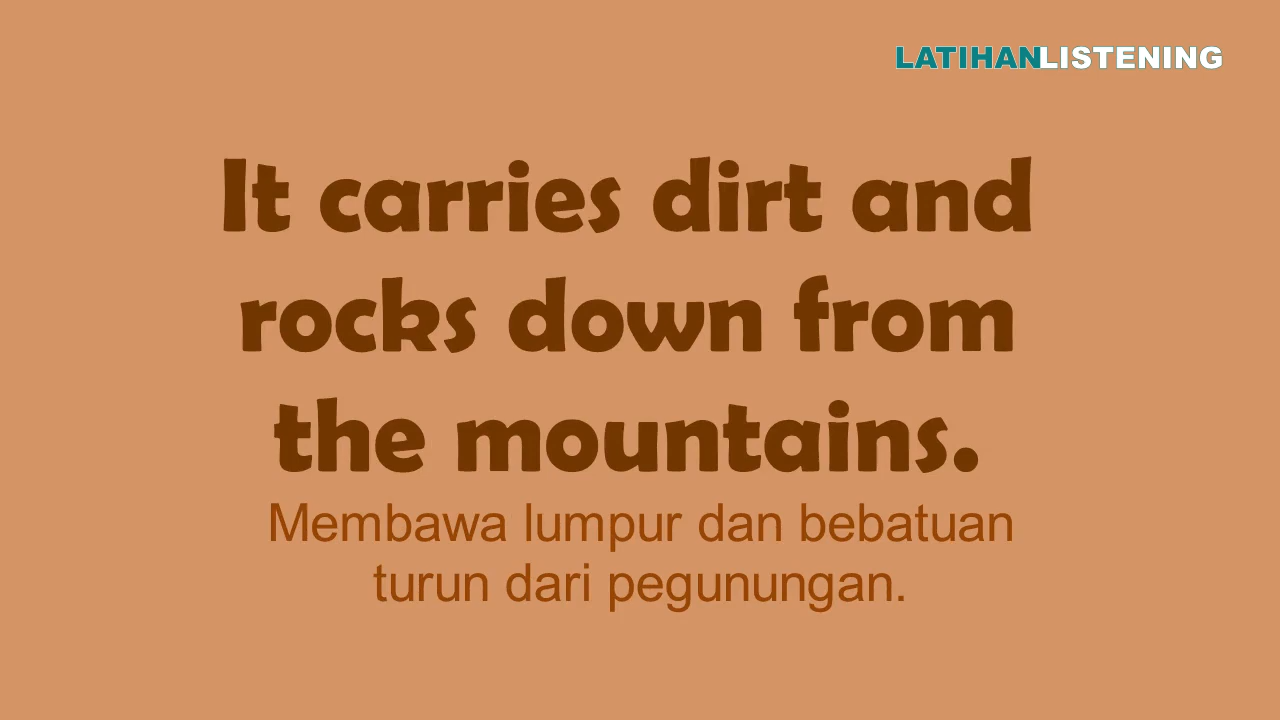 LATIHANLISTENING
It carries dirt and
rocks down from
the mountains.
Membawa lumpur dan bebatuan
turun dari pegunungan.